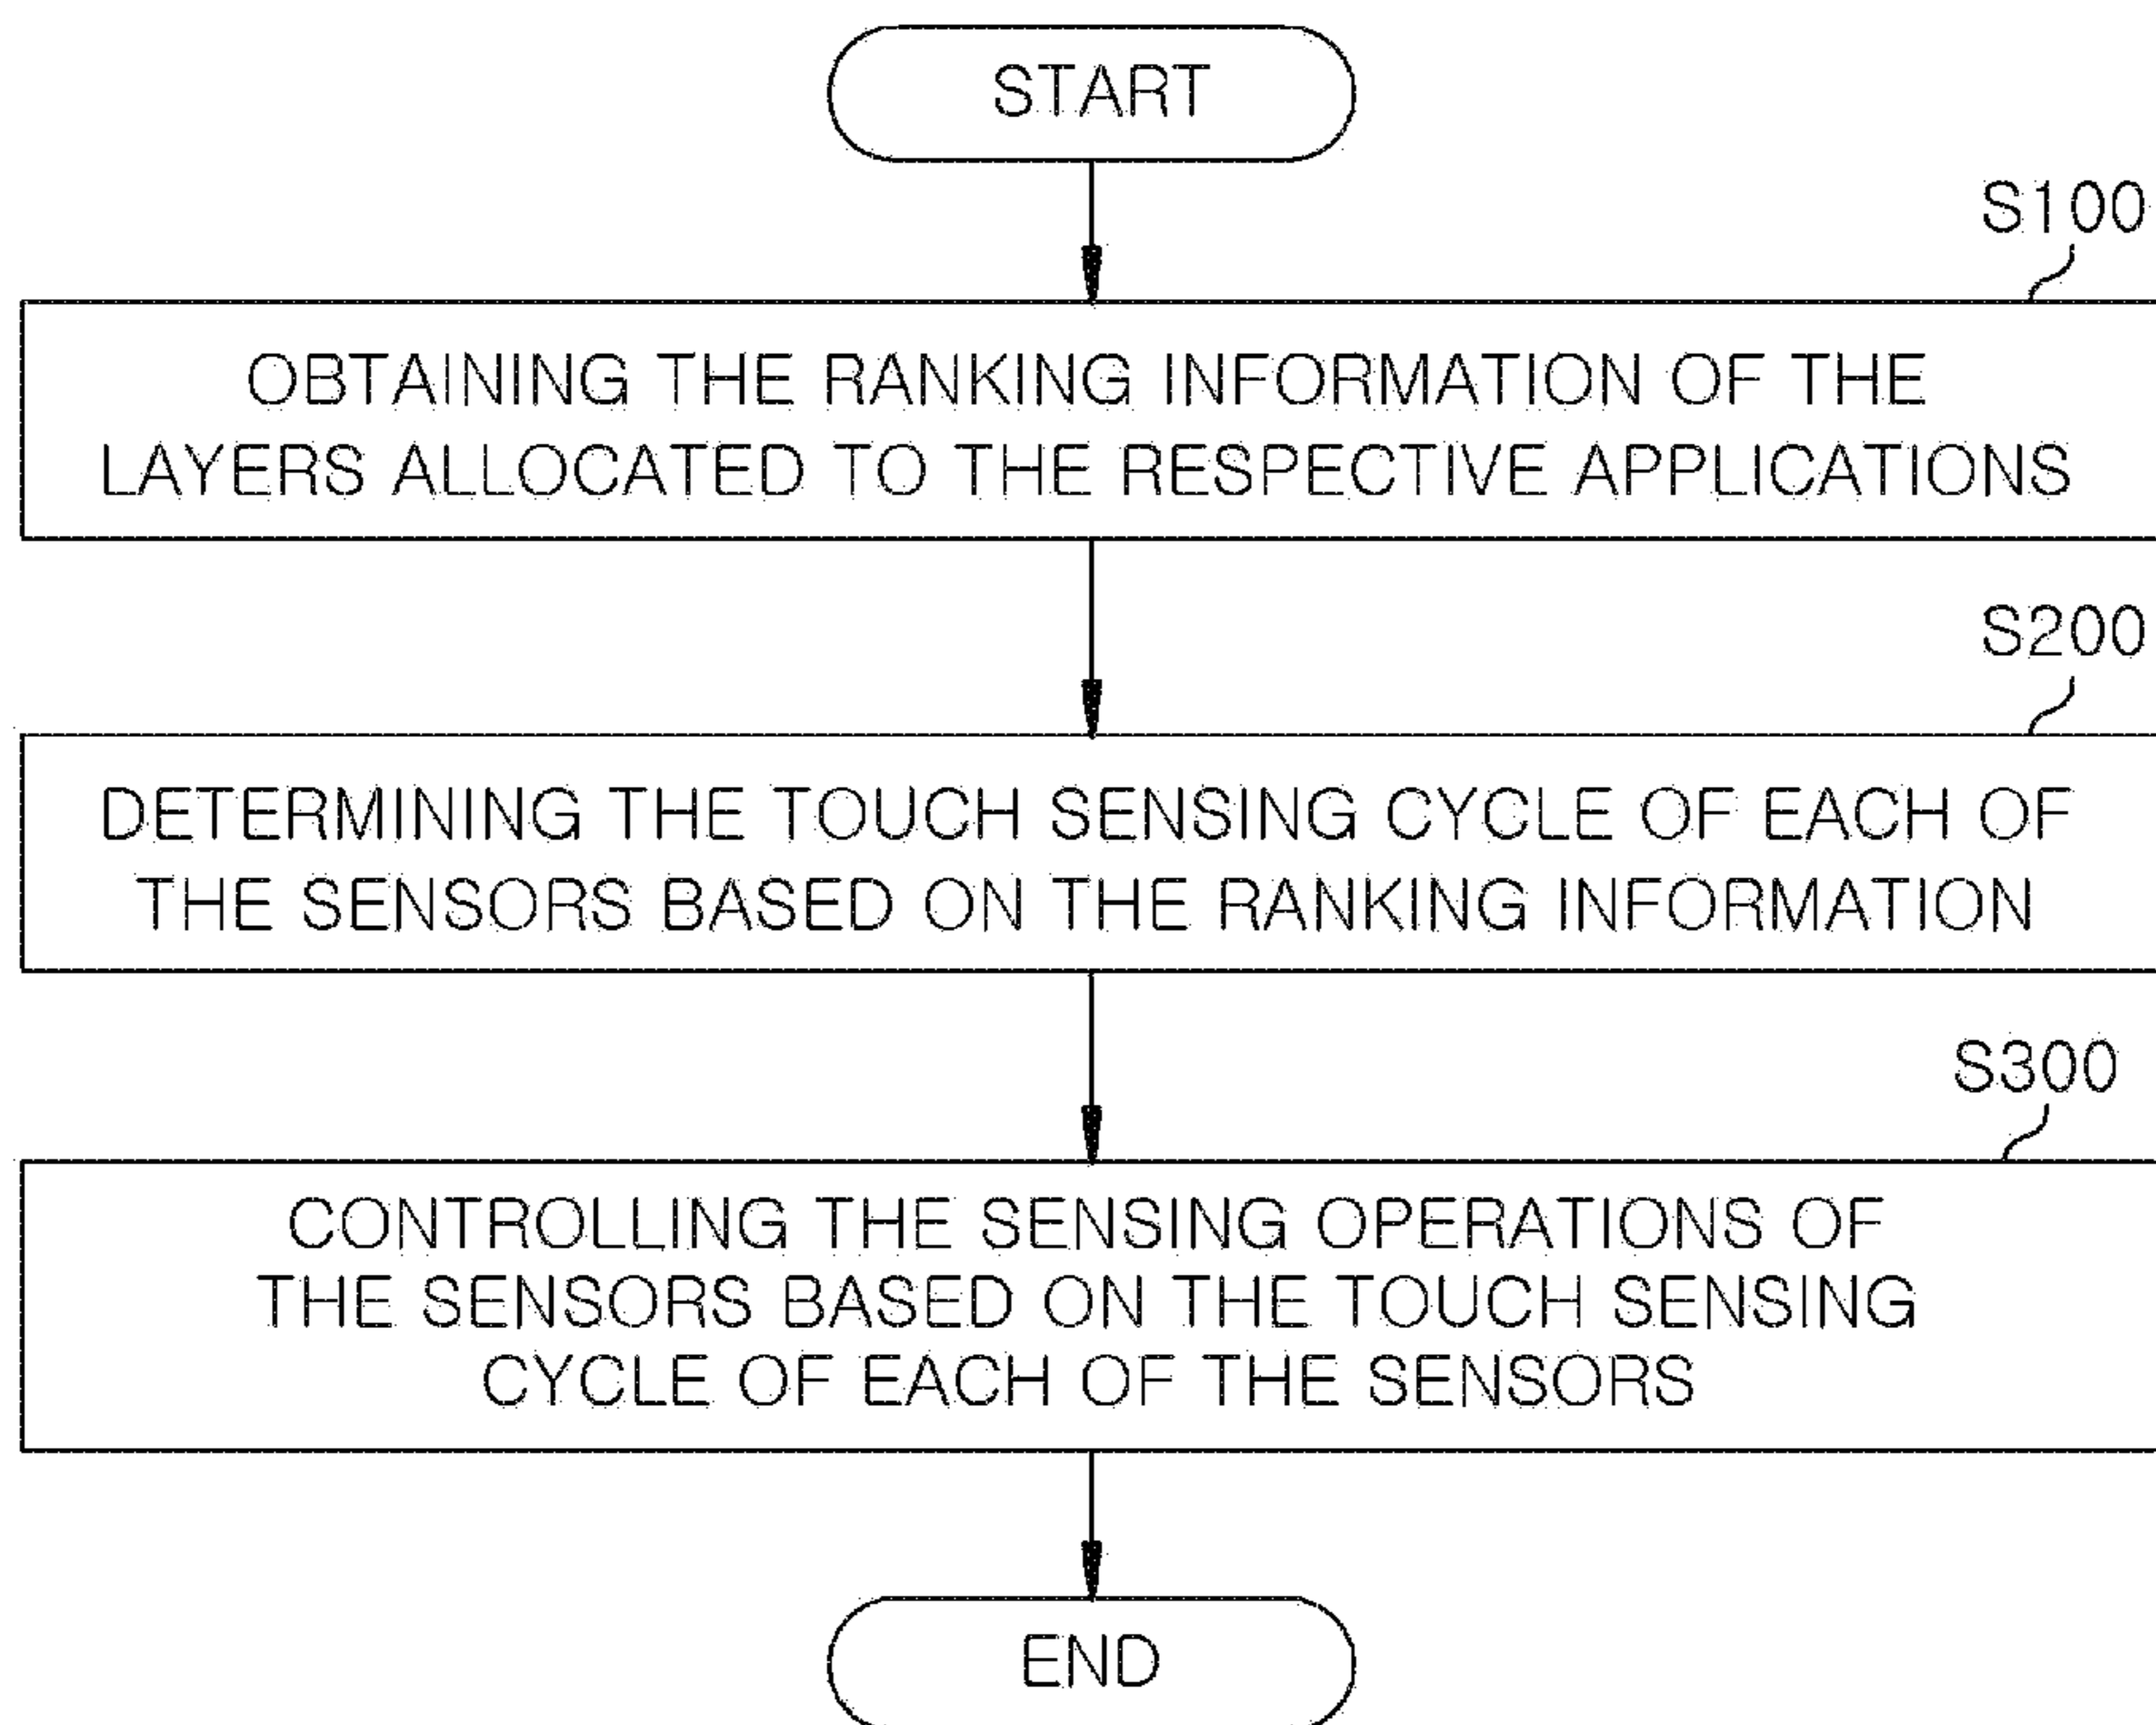 START
S100
OBTAINING THE RANKING INFORMATION OF THE
LAYERS ALLOCATED TO THE RESPECTIVE APPLICATIONS
S200
DETERMINING THE TOUCH SENSING CYCLE OF EACH OF
THE SENSORS BASED ON THE RANKING INFORMATION
S300
CONTROLLING THE SENSING OPERATIONS OF
THE SENSORS BASED ON THE TOUCH SENSING
CYCLE OF EACH OF THE SENSORS
END